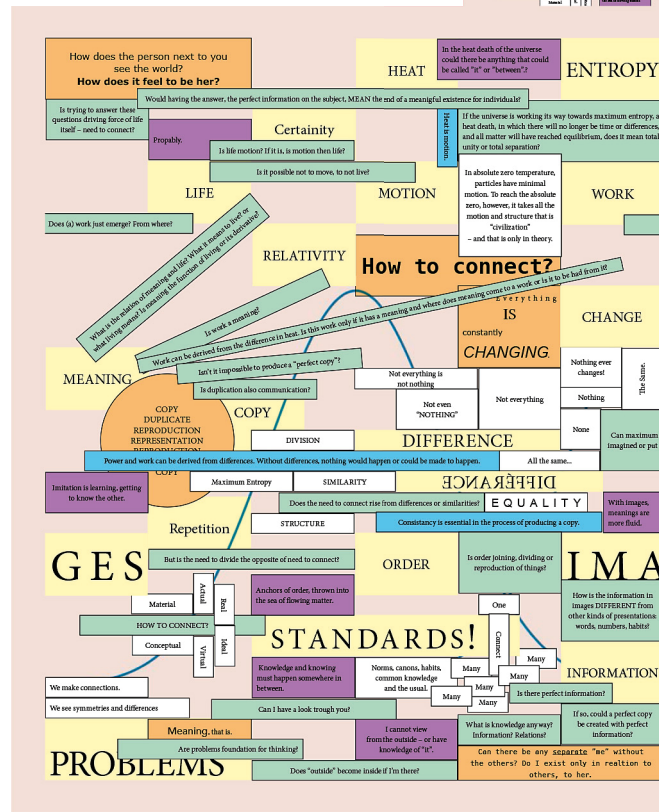 How does the person next to you
see the world?
How does it feel to be her?
HEAT
In the heat death of the universe
could there be anything that could
be called "it" or "between".?
ENTROPY
Would having the answer, the perfect information on the subject, MEAN the end of a meanigful existence for individuals?
Is trying to answer these
questions driving force of life
itself – need to connect?
Propably.
Certainity
Is life motion? If it is, is motion then life?
Is it possible not to move, to not live?
Heat is motion.
If the universe is working its way towards maximum entropy, a
heat death, in which there will no longer be time or differences,
and all matter will have reached equilibrium, does it mean total
unity or total separation?
In absolute zero temperature,
particles have minimal
motion. To reach the absolute
zero, however, it takes all the
motion and structure that is
"civilization"
– and that is only in theory.
LIFE
MOTION
WORK
Does (a) work just emerge? From where?
What is the relation of meaning and life? What is means to live? or
what living means? Is meaning the function of living or its derivative?
RELATIVITY
How to connect?
Is work a meaning?
Work can be derived from the difference in heat. Is this work only if it has a meaning and where does meaning come to a work or is it to be had from it?
Everything
IS
constantly
CHANGING.
CHANGE
Isn't it impossible to produce a "perfect copy"?
Is duplication also communication?
MEANING
COPY
COPY
DUPLICATE
REPRODUCTION
REPRESENTATION
REPRODUCTION
COPY
Not everything is
not nothing
Not even
"NOTHING"
Not everything
Nothing ever
changes!
Nothing
The Same.
None
Can maximum
imagined or put
DIVISION
DIFFERENCE
Power and work can be derived from differences. Without differences, nothing would happen or could be made to happen.
All the same...
Imitation is learning, getting
to know the other.
Maximum Entropy
SIMILARITY
DIFFÉRANCE
Does the need to connect rise from differences or similarities?
EQUALITY
With images,
meanings are
more fluid.
Repetition
STRUCTURE
Consistancy is essential in the process of producing a copy.
GES
But is the need to divide the opposite of need to connect?
ORDER
Is order joining, dividing or
reproduction of things?
IMA
Actual
Real
Material
Anchors of order, thrown into
the sea of flowing matter.
One
How is the information in
images DIFFERENT from
other kinds of presentations:
words, numbers, habits?
HOW TO CONNECT?
Conceptual
Virtual
Ideal
STANDARDS!
Connect
Knowledge and knowing
must happen somewhere in
between.
Norms, canons, habits,
common knowledge
and the usual.
Many
Many
Many
Many
Many
Many
INFORMATION
We make connections.
We see symmetries and differences
Is there perfect information?
Can I have a look trough you?
If so, could a perfect copy
be created with perfect
information?
Meaning, that is.
I cannot view
from the outside – or have
knowledge of "it".
What is knowledge anyway?
Information? Relations?
PROBLEMS
Are problems foundation for thinking?
Does "outside" become inside if I'm there?
Can there be any separate "me" without
the others? Do I exist only in realtion to
others, to her.